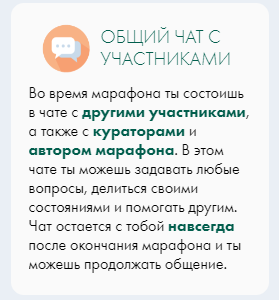 ОБЩИЙ ЧАТ С
УЧАСТНИКАМИ
Во время марафона ты состоишь
в чате с другими участниками,
а также с кураторами и
автором марафона. В этом
чате ты можешь задавать любые
вопросы, делиться своими
состояниями и помогать другим.
Чат остается с тобой навсегда
после окончания марафона и ты
можешь продолжать общение.